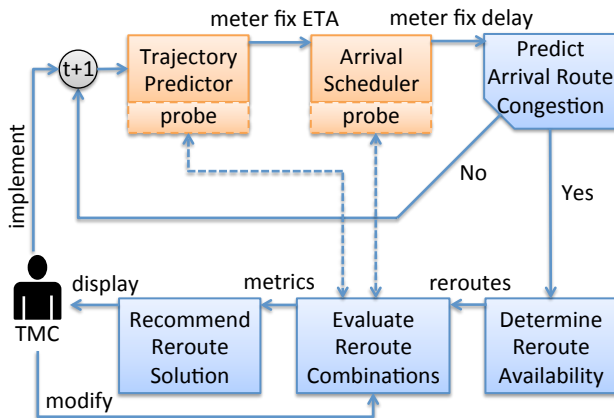 meter fix ETA
meter fix delay
t+1
Trajectory
Predictor
probe
Arrival
Scheduler
probe
Predict
Arrival Route
Congestion
implement
No
Yes
TMC
display
metrics
reroutes
Recommend
Reroute
Solution
Evaluate
Reroute
Combinations
Determine
Reroute
Availability
modify